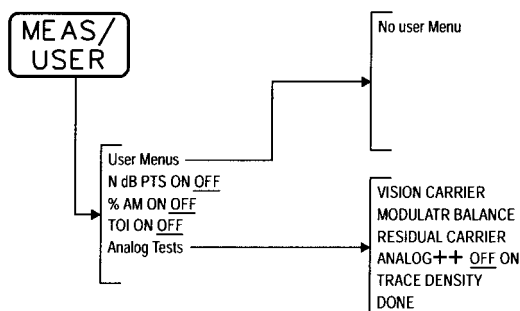 MEAS/
USER
No user Menu
User Menus
N dB PTS ON OFF
% AM ON OFF
TOI ON OFF
Analog Tests
VISION CARRIER
MODULATR BALANCE
RESIDUAL CARRIER
ANALOG++ OFF ON
TRACE DENSITY
DONE